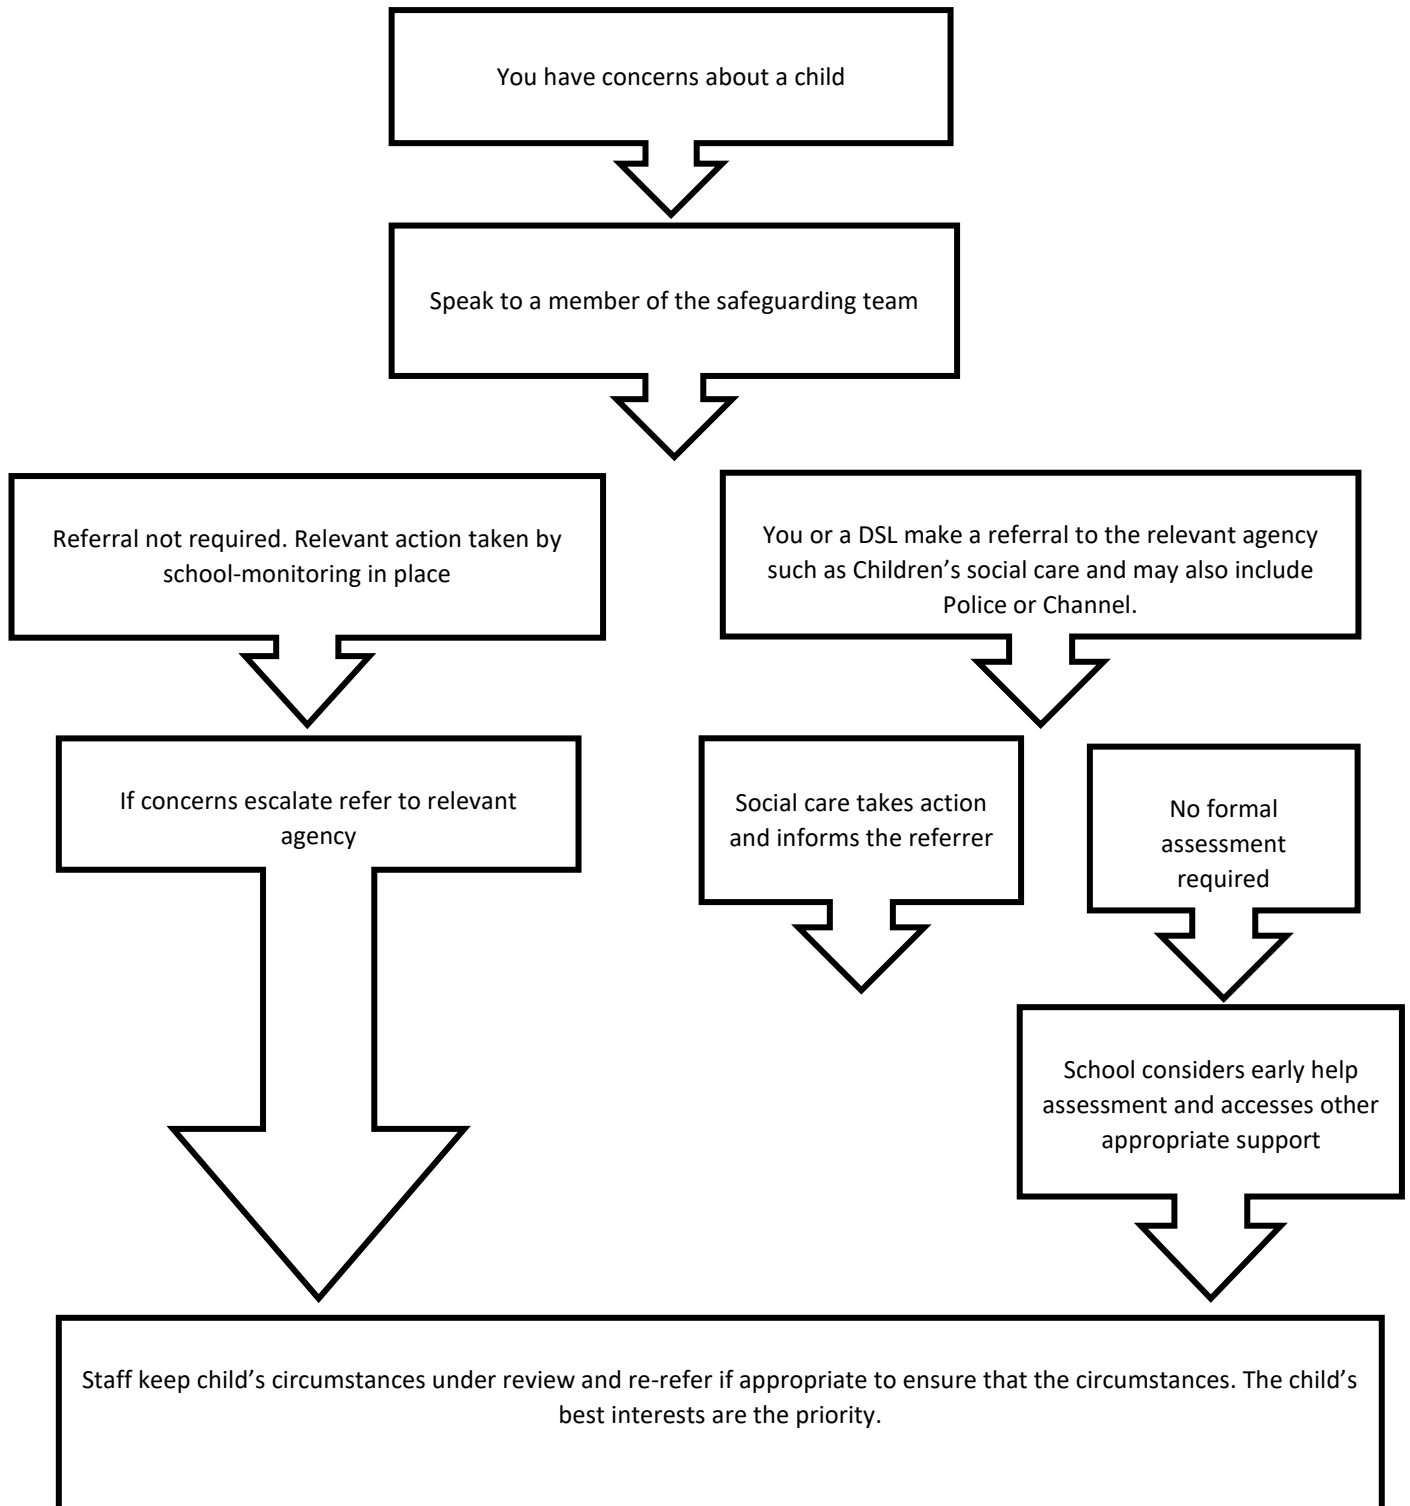 You have concerns about a child
Speak to a member of the safeguarding team
Referral not required. Relevant action taken by
school-monitoring in place
You or a DSL make a referral to the relevant agency
such as Children’s social care and may also include
Police or Channel.
If concerns escalate refer to relevant
agency
Social care takes action
and informs the referrer
No formal
assessment
required
School considers early help
assessment and accesses other
appropriate support
Staff keep child’s circumstances under review and re-refer if appropriate to ensure that the circumstances. The child’s
best interests are the priority.